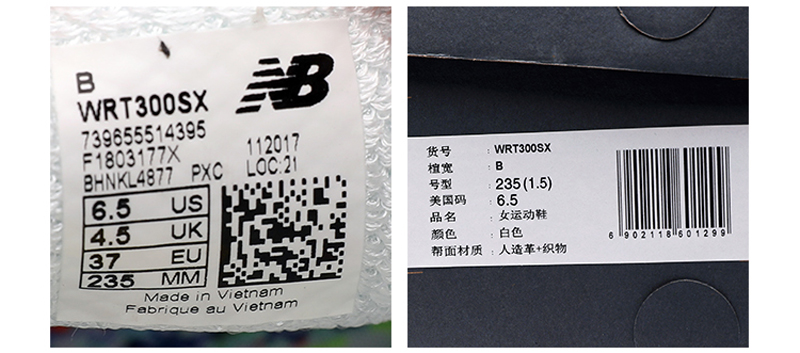 B
NB
WRT300SX
739655514395
F1803177X
112017
BHNKL4877 PXC LOC:21
6.5 US
4.5 UK
37 EU
235 MM
Made in Vietnam
Fabrique au Vietnam
货号 : WRT300SX
楦宽 : B
号型 : 235(1.5)
美国码 : 6.5
品名 : 女运动鞋
颜色 : 白色
帮面材质 : 人造革+织物
6 902118 601299